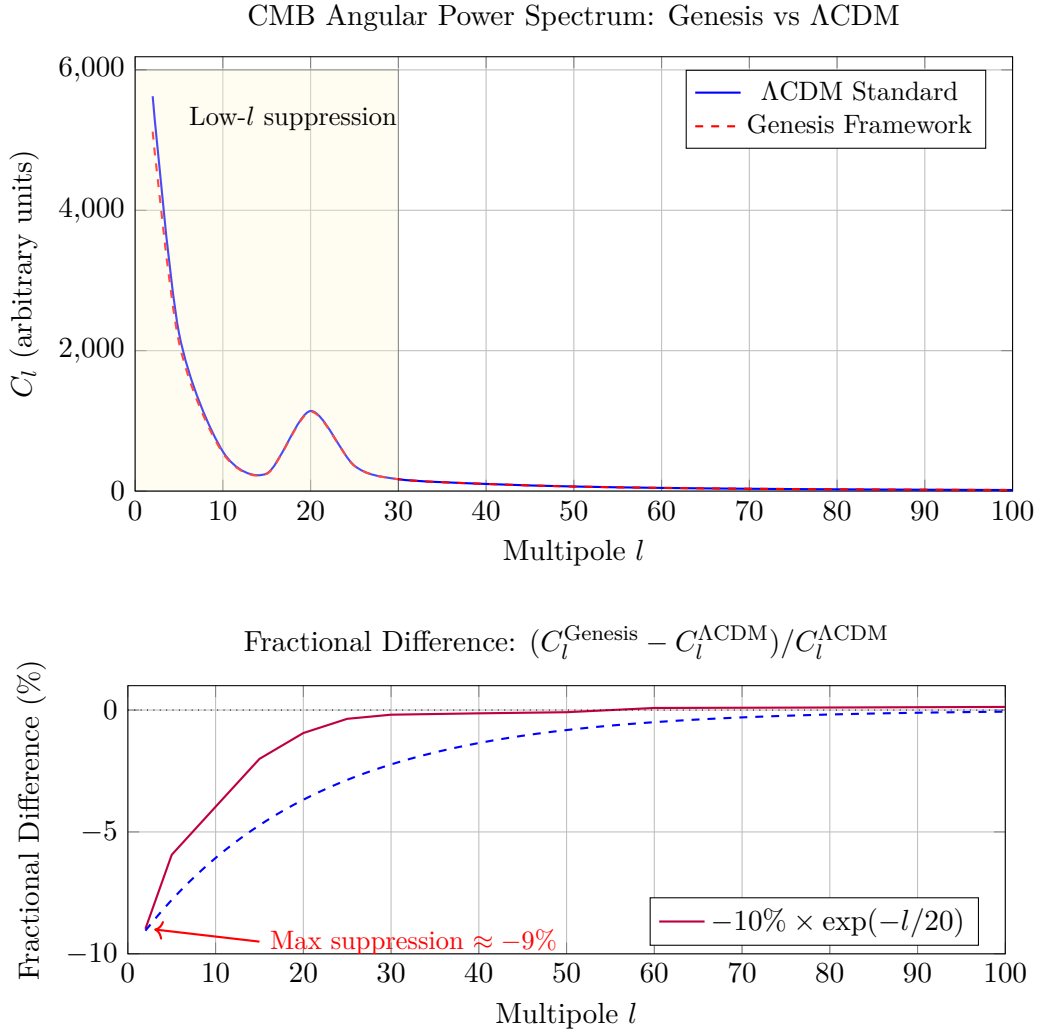 CMB Angular Power Spectrum: Genesis vs ΛCDM
6,000
4,000
2,000
0
C_l (arbitrary units)
Low-l suppression
ΛCDM Standard
Genesis Framework
0 10 20 30 40 50 60 70 80 90 100
Multipole l
Fractional Difference: (C_l^Genesis − C_l^ΛCDM)/C_l^ΛCDM
0
−5
−10
Fractional Difference (%)
−10% × exp(−l/20)
Max suppression ≈ −9%
0 10 20 30 40 50 60 70 80 90 100
Multipole l